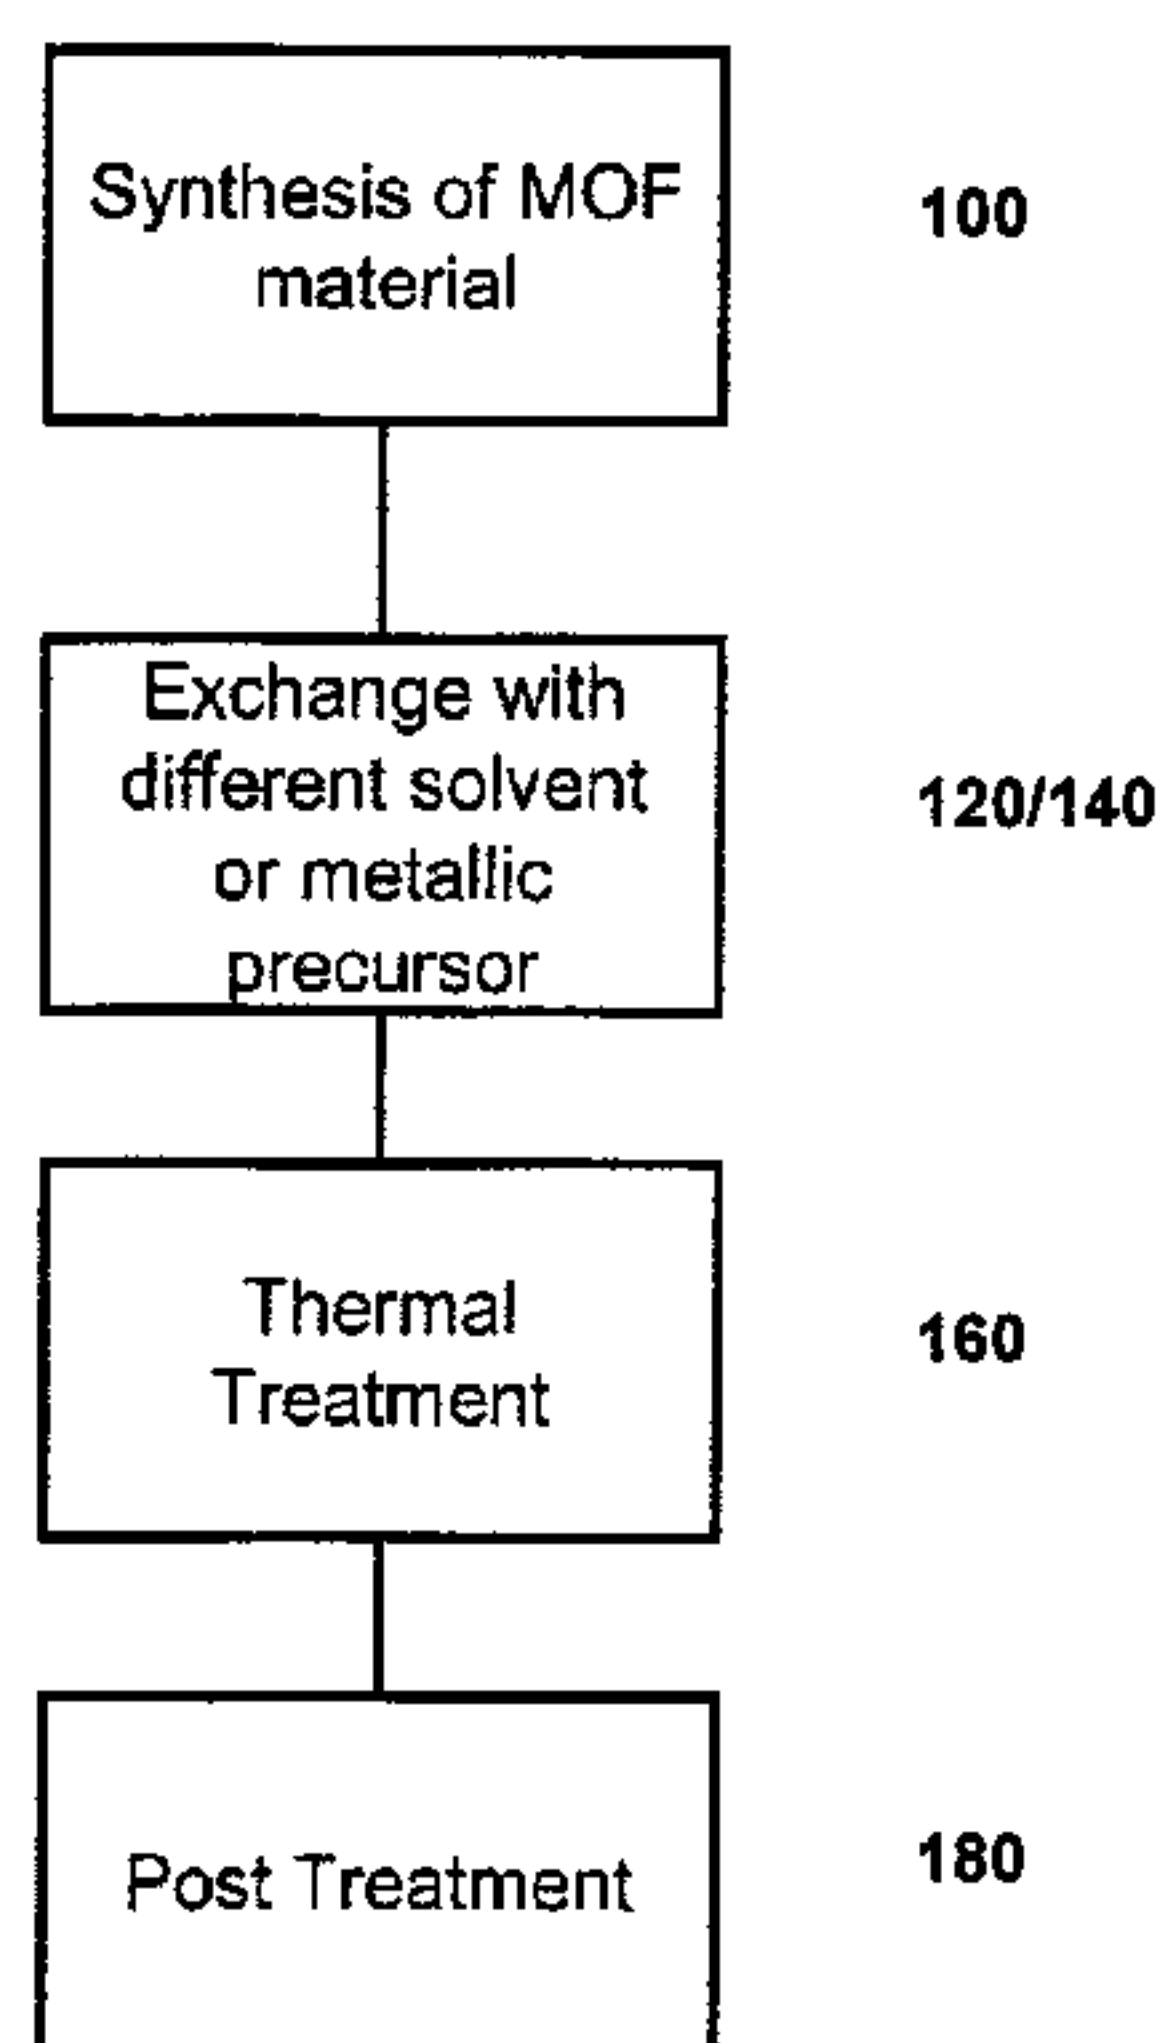 Synthesis of MOF
material
100
Exchange with
different solvent
or metallic
precursor
120/140
Thermal
Treatment
160
Post Treatment
180